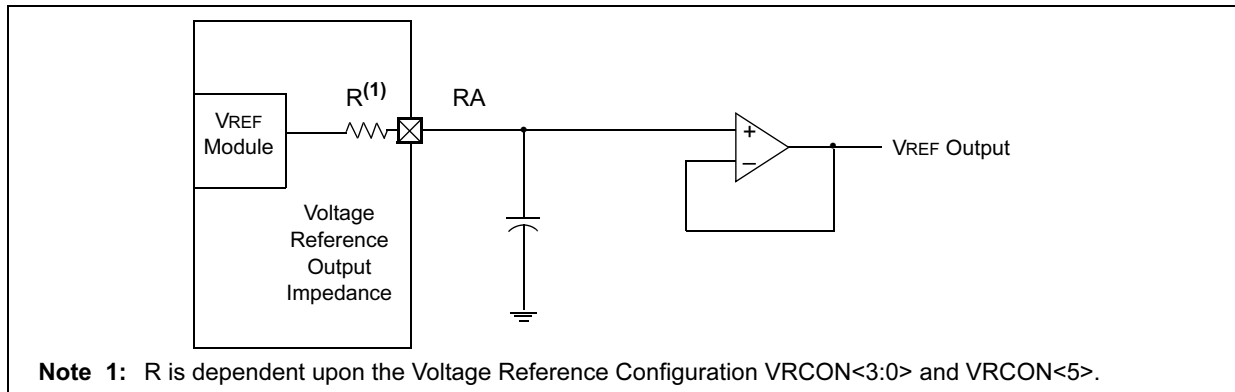 R(1)
RA
VREF
Module
+
–
VREF Output
Voltage
Reference
Output
Impedance
Note 1: R is dependent upon the Voltage Reference Configuration VRCON<3:0> and VRCON<5>.